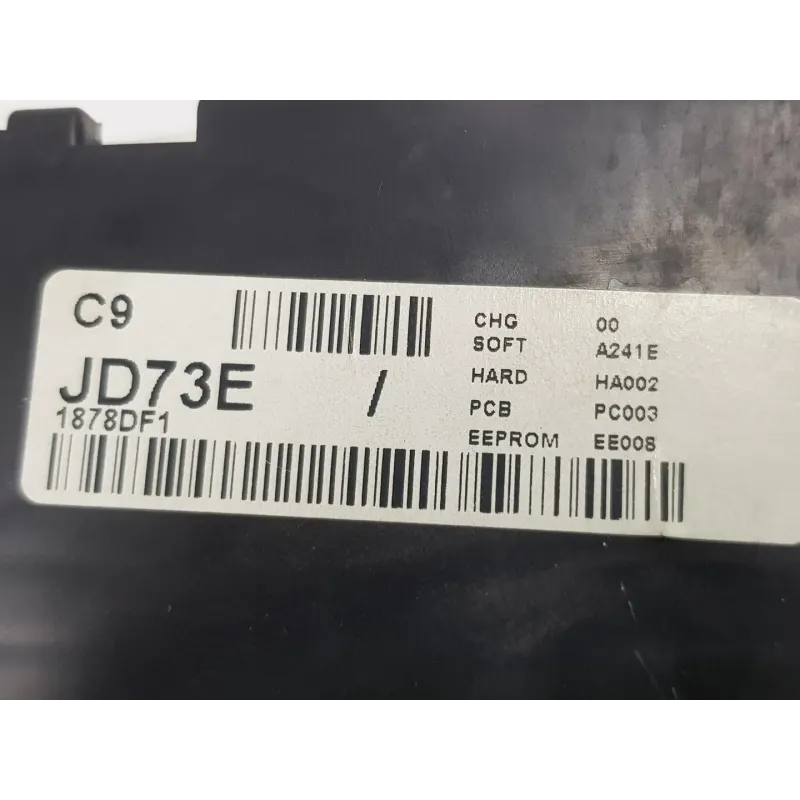 C9
CHG 00
SOFT A241E
JD73E /
HARD HA002
1878DF1
PCB PC003
EEPROM EE008